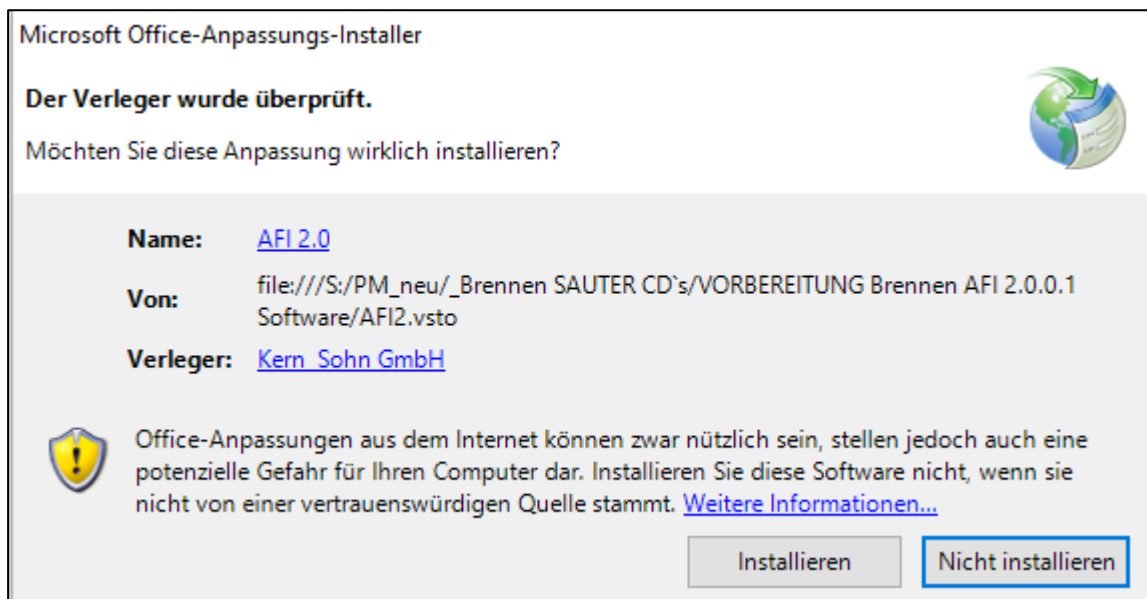 Microsoft Office-Anpassungs-Installer
Der Verleger wurde überprüft.
Möchten Sie diese Anpassung wirklich installieren?
Name: AFI 2.0
Von: file:///S:/PM_neu/_Brennen SAUTER CD`s/VORBEREITUNG Brennen AFI 2.0.0.1
Software/AFI2.vsto
Verleger: Kern  Sohn GmbH
Office-Anpassungen aus dem Internet können zwar nützlich sein, stellen jedoch auch eine
potenzielle Gefahr für Ihren Computer dar. Installieren Sie diese Software nicht, wenn sie
nicht von einer vertrauenswürdigen Quelle stammt. Weitere Informationen...
Installieren Nicht installieren